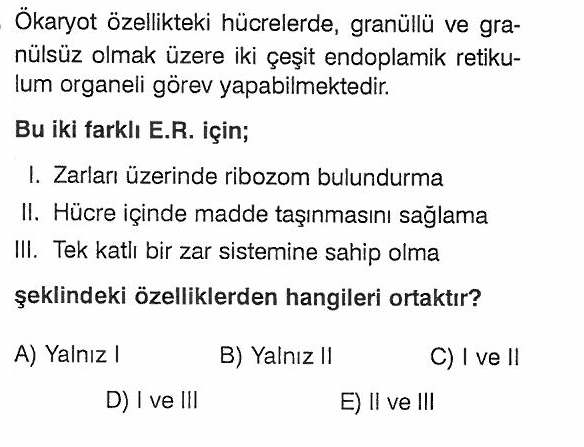 Ökaryot özellikteki hücrelerde, granüllü ve gra-
nülsüz olmak üzere iki çeşit endoplamik retiku-
lum organeli görev yapabilmektedir.
Bu iki farklı E.R. için;
I. Zarları üzerinde ribozom bulundurma
II. Hücre içinde madde taşınmasını sağlama
III. Tek katlı bir zar sistemine sahip olma
şeklindeki özelliklerden hangileri ortaktır?
A) Yalnız I B) Yalnız II C) I ve II
D) I ve III E) II ve III